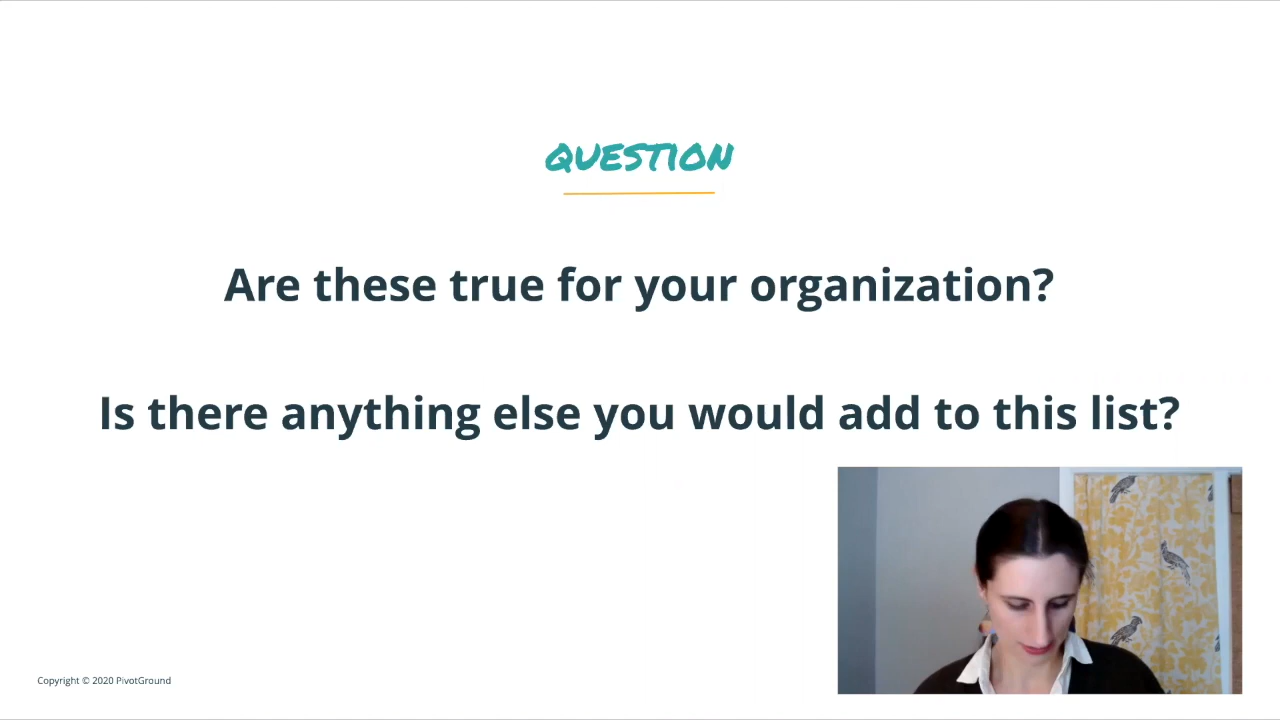 QUESTION
Are these true for your organization?
Is there anything else you would add to this list?
Copyright © 2020 PivotGround